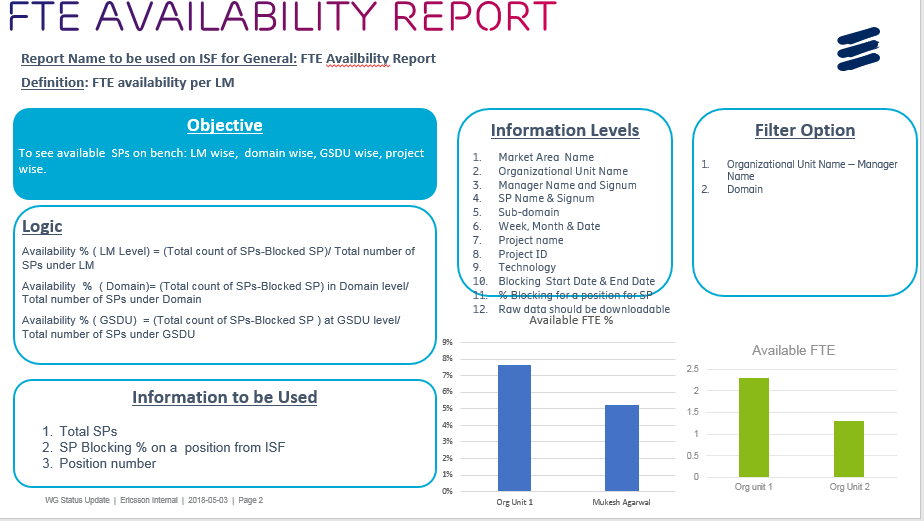 FTE AVAILABILITY REPORT
Report Name to be used on ISF for General: FTE Availbility Report
Definition: FTE availability per LM
Objective
To see available SPs on bench: LM wise, domain wise, GSDU wise, project
wise.
Logic
Availability % ( LM Level) = (Total count of SPs-Blocked SP)/ Total number of
SPs under LM
Availability % ( Domain)= (Total count of SPs-Blocked SP) in Domain level/
Total number of SPs under Domain
Availability % ( GSDU) = (Total count of SPs-Blocked SP ) at GSDU level/
Total number of SPs under GSDU
Information to be Used
1. Total SPs
2. SP Blocking % on a position from ISF
3. Position number
Information Levels
1. Market Area Name
2. Organizational Unit Name
3. Manager Name and Signum
4. SP Name & Signum
5. Sub-domain
6. Week, Month & Date
7. Project name
8. Project ID
9. Technology
10. Blocking Start Date & End Date
11. % Blocking for a position for SP
12. Raw data should be downloadable
Filter Option
1. Organizational Unit Name – Manager
Name
2. Domain
Available FTE %
9%
8%
7%
6%
5%
4%
3%
2%
1%
0%
Org Unit 1 Mukesh Agarwal
Available FTE
2.5
2
1.5
1
0.5
0
Org unit 1 Org Unit 2
WG Status Update | Ericsson Internal | 2018-05-03 | Page 2